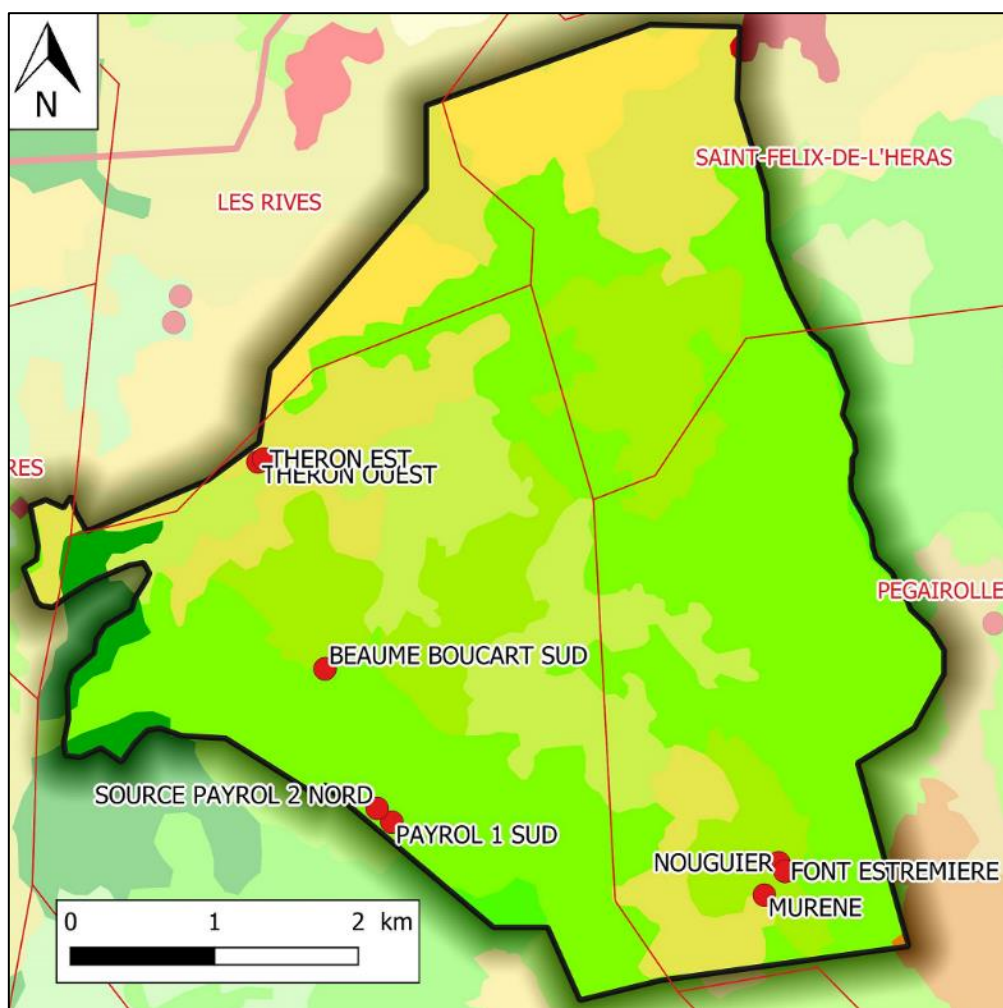 N
SAINT-FELIX-DE-L'HERAS
LES RIVES
THERON EST
THERON OUEST
RES
PEGAIROLLE
BEAUME BOUCART SUD
SOURCE PAYROL 2 NORD
PAYROL 1 SUD
NOUGUIER
FONT ESTREMIERE
MURENE
0 1 2 km